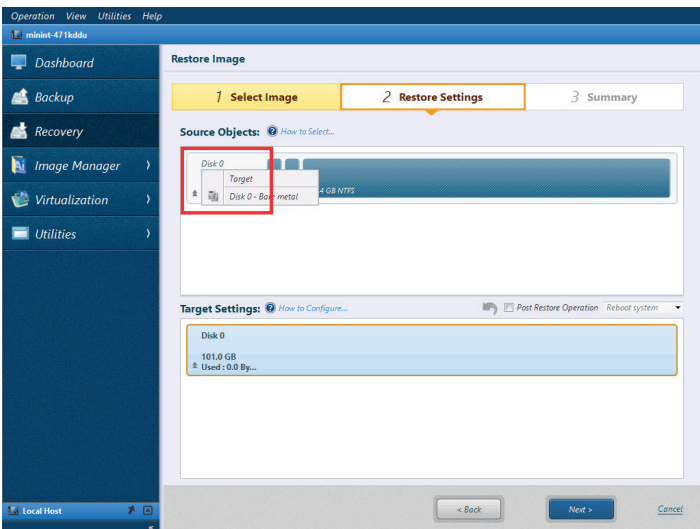 Operation View Utilities Help
minint-471kddu
Dashboard
Backup
Recovery
Image Manager
Virtualization
Utilities
Local Host
Restore Image
1 Select Image
2 Restore Settings
3 Summary
Source Objects: How to Select...
Disk 0
Target
4 GB NTFS
Disk 0 - Bare metal
Target Settings: How to Configure...
Post Restore Operation Reboot system
Disk 0
101.0 GB
Used : 0.0 By...
< Back
Next >
Cancel